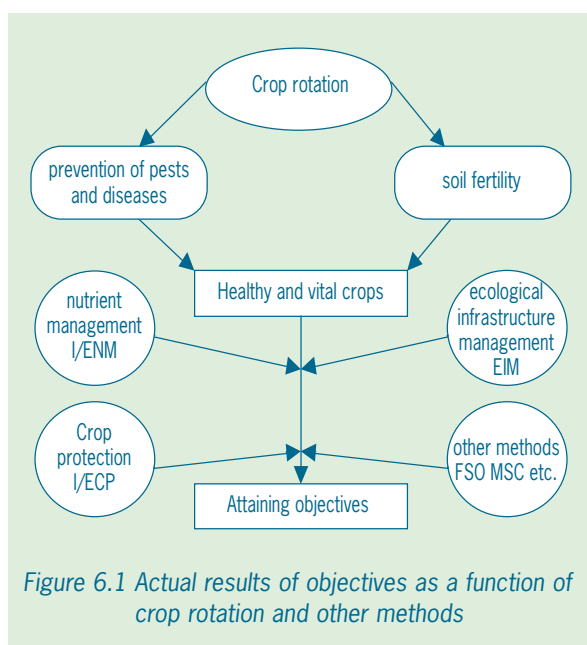 Crop rotation
prevention of pests
and diseases
soil fertility
Healthy and vital crops
nutrient
management
I/ENM
ecological
infrastructure
management
EIM
Crop
protection
I/ECP
other methods
FSO MSC etc.
Attaining objectives
Figure 6.1 Actual results of objectives as a function of
crop rotation and other methods